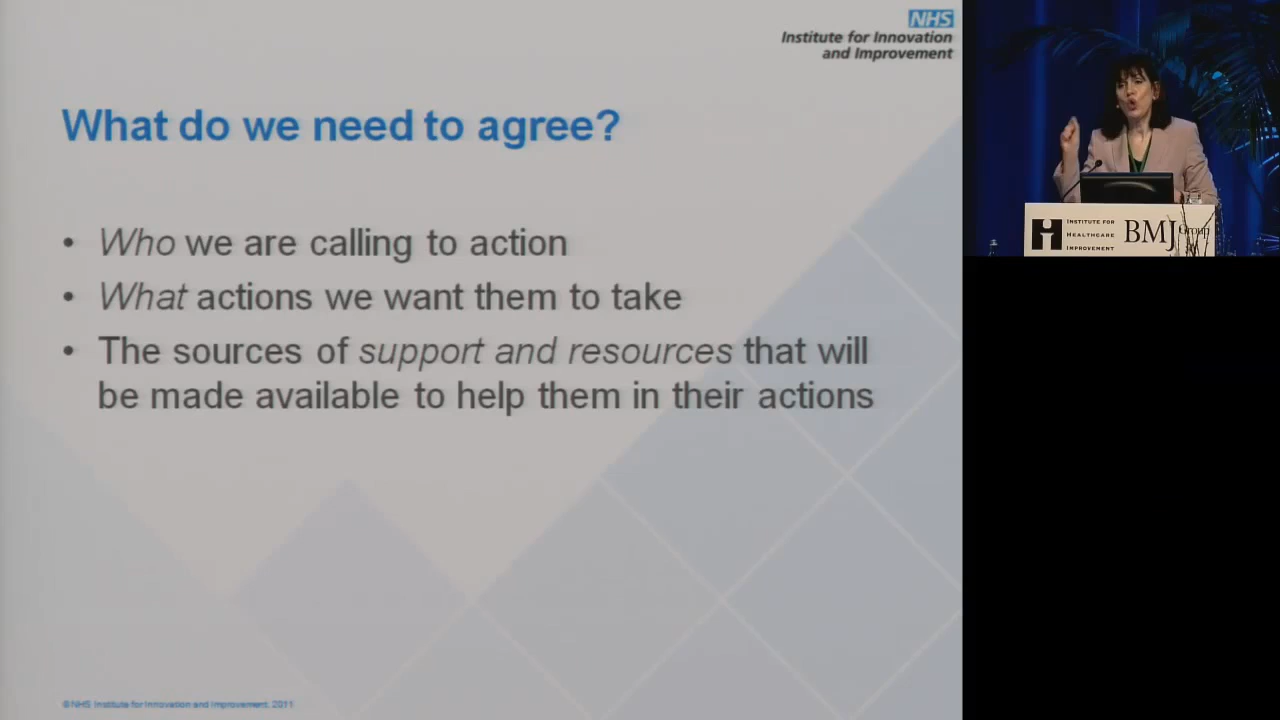 NHS
Institute for Innovation
and Improvement
What do we need to agree?
• Who we are calling to action
• What actions we want them to take
• The sources of support and resources that will
be made available to help them in their actions
©NHS Institute for Innovation and Improvement, 2011
INSTITUTE FOR
HEALTHCARE
IMPROVEMENT
BMJ Group